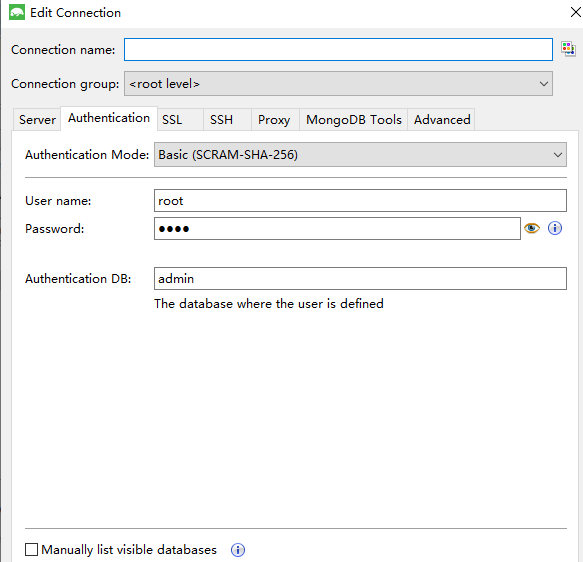 Edit Connection
Connection name:
Connection group: <root level>
Server Authentication SSL SSH Proxy MongoDB Tools Advanced
Authentication Mode: Basic (SCRAM-SHA-256)
User name: root
Password: ●●●●
Authentication DB: admin
The database where the user is defined
Manually list visible databases